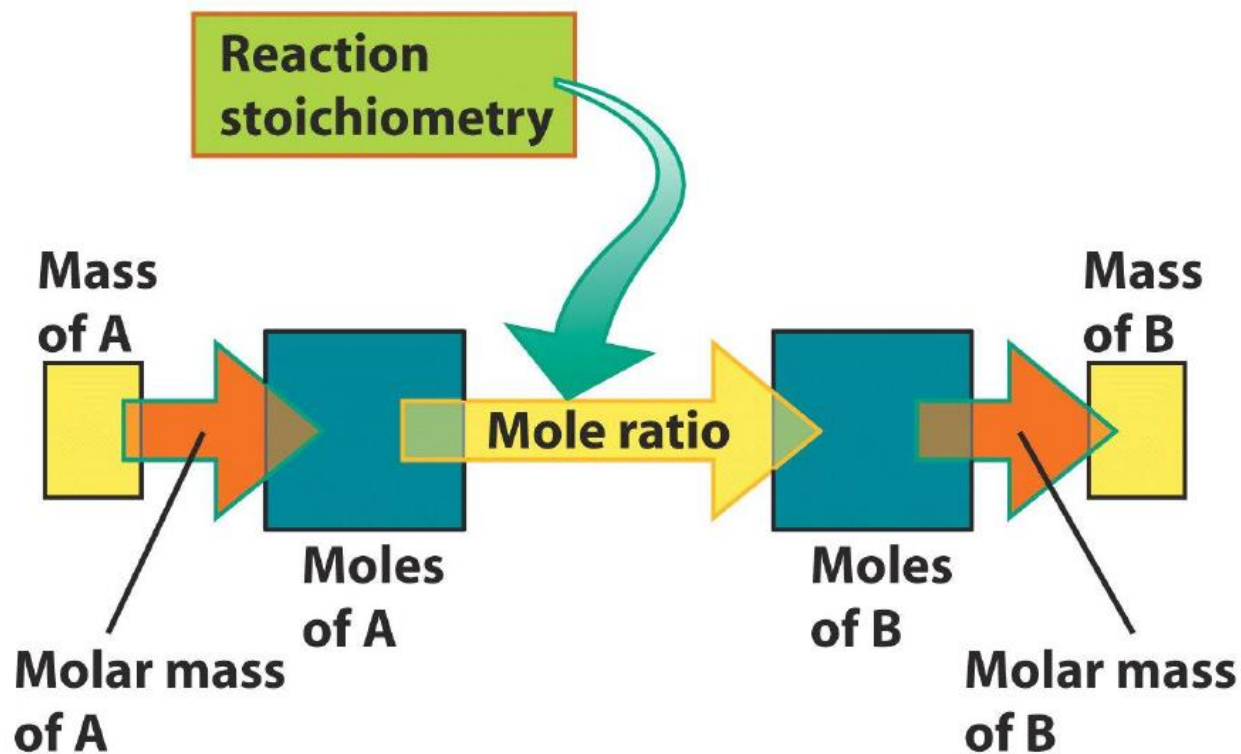 Reaction
stoichiometry
Mass
of A
Mass
of B
Mole ratio
Moles
of A
Moles
of B
Molar mass
of A
Molar mass
of B